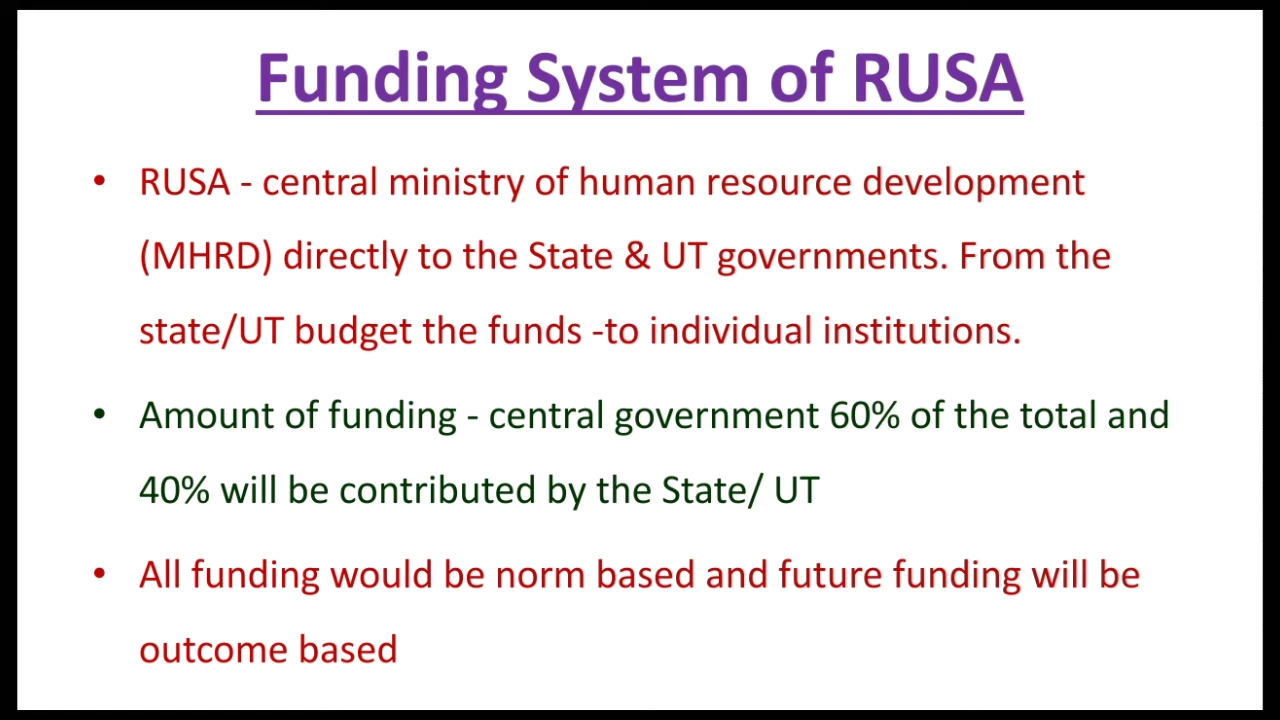 Funding System of RUSA
• RUSA - central ministry of human resource development
(MHRD) directly to the State & UT governments. From the
state/UT budget the funds -to individual institutions.
• Amount of funding - central government 60% of the total and
40% will be contributed by the State/ UT
• All funding would be norm based and future funding will be
outcome based